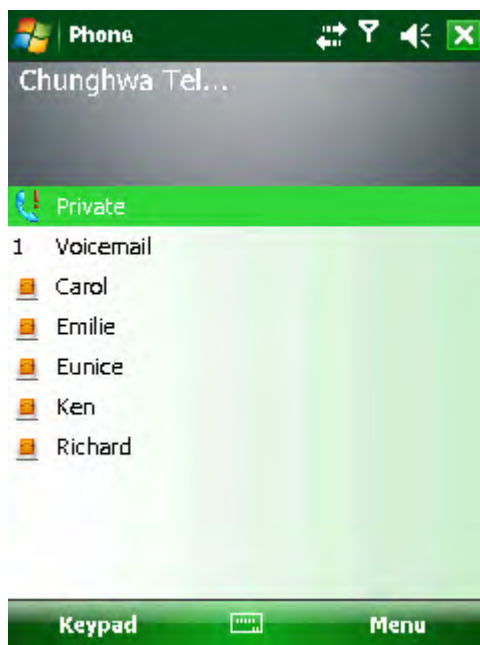 Phone
Chunghwa Tel...
Private
1 Voicemail
Carol
Emilie
Eunice
Ken
Richard
Keypad Menu